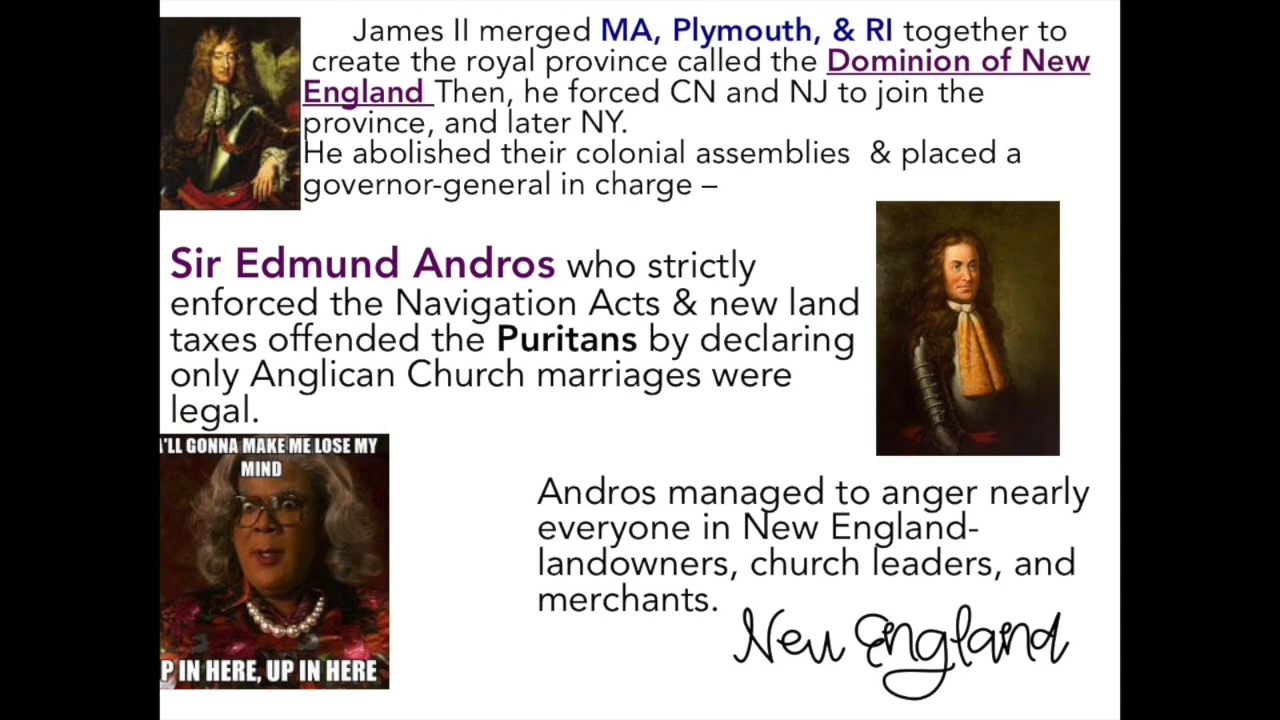 James II merged MA, Plymouth, & RI together to
create the royal province called the Dominion of New
England Then, he forced CN and NJ to join the
province, and later NY.
He abolished their colonial assemblies & placed a
governor-general in charge –
Sir Edmund Andros who strictly
enforced the Navigation Acts & new land
taxes offended the Puritans by declaring
only Anglican Church marriages were
legal.
'LL GONNA MAKE ME LOSE MY
MIND
P IN HERE, UP IN HERE
Andros managed to anger nearly
everyone in New England-
landowners, church leaders, and
merchants.
New England